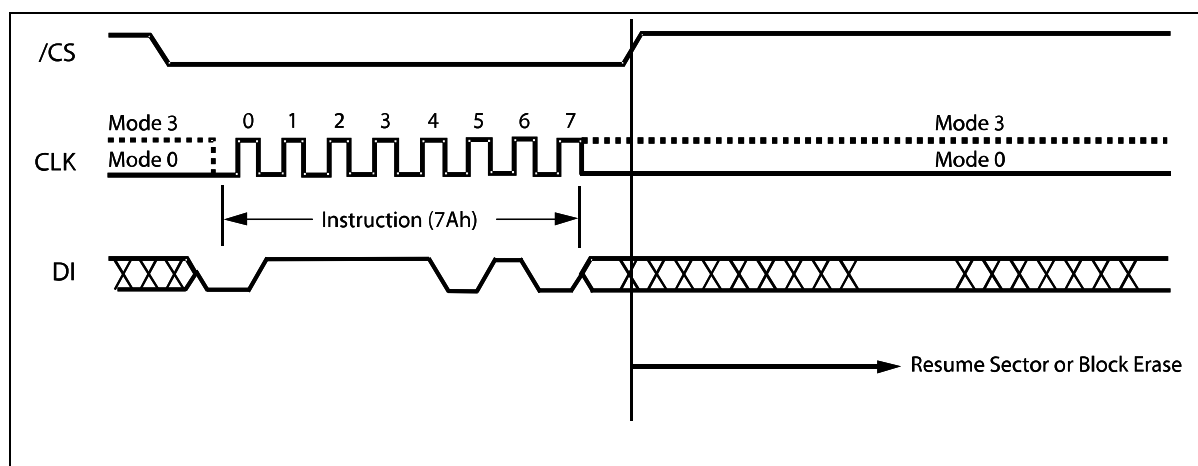 /CS
Mode 3
0 1 2 3 4 5 6 7
Mode 3
CLK
Mode 0
Mode 0
Instruction (7Ah)
DI
Resume Sector or Block Erase